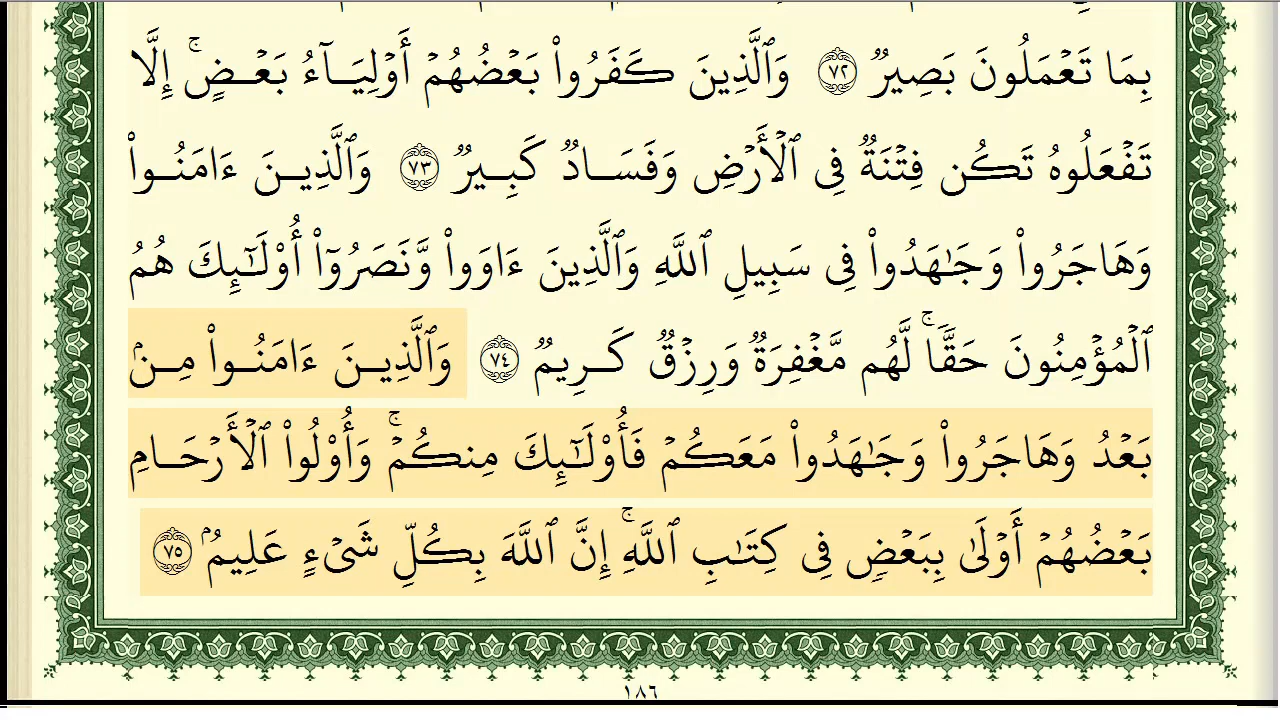 بِمَا تَعۡمَلُونَ بَصِيرٞ ٧٢ وَٱلَّذِينَ كَفَرُواْ بَعۡضُهُمۡ أَوۡلِيَآءُ بَعۡضٍۚ إِلَّا
تَفۡعَلُوهُ تَكُن فِتۡنَةٞ فِي ٱلۡأَرۡضِ وَفَسَادٞ كَبِيرٞ ٧٣ وَٱلَّذِينَ ءَامَنُواْ
وَهَاجَرُواْ وَجَٰهَدُواْ فِي سَبِيلِ ٱللَّهِ وَٱلَّذِينَ ءَاوَواْ وَّنَصَرُوٓاْ أُوْلَٰٓئِكَ هُمُ
ٱلۡمُؤۡمِنُونَ حَقّٗاۚ لَّهُم مَّغۡفِرَةٞ وَرِزۡقٞ كَرِيمٞ ٧٤ وَٱلَّذِينَ ءَامَنُواْ مِنۢ
بَعۡدُ وَهَاجَرُواْ وَجَٰهَدُواْ مَعَكُمۡ فَأُوْلَٰٓئِكَ مِنكُمۡۚ وَأُوْلُواْ ٱلۡأَرۡحَامِ
بَعۡضُهُمۡ أَوۡلَىٰ بِبَعۡضٖ فِي كِتَٰبِ ٱللَّهِۚ إِنَّ ٱللَّهَ بِكُلِّ شَيۡءٍ عَلِيمُۢ ٧٥
١٨٦